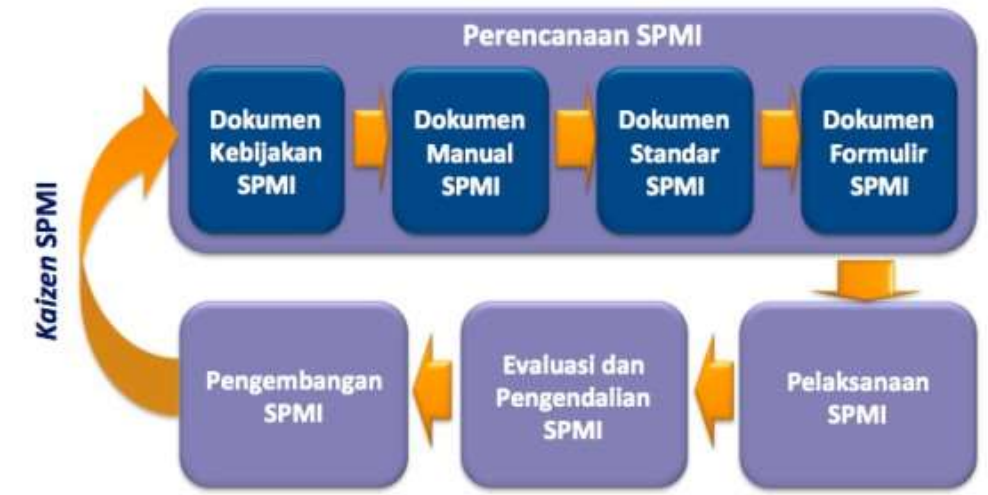 Perencanaan SPMI
Dokumen
Kebijakan
SPMI
Dokumen
Manual
SPMI
Dokumen
Standar
SPMI
Dokumen
Formulir
SPMI
Kaizen SPMI
Pengembangan
SPMI
Evaluasi dan
Pengendalian
SPMI
Pelaksanaan
SPMI